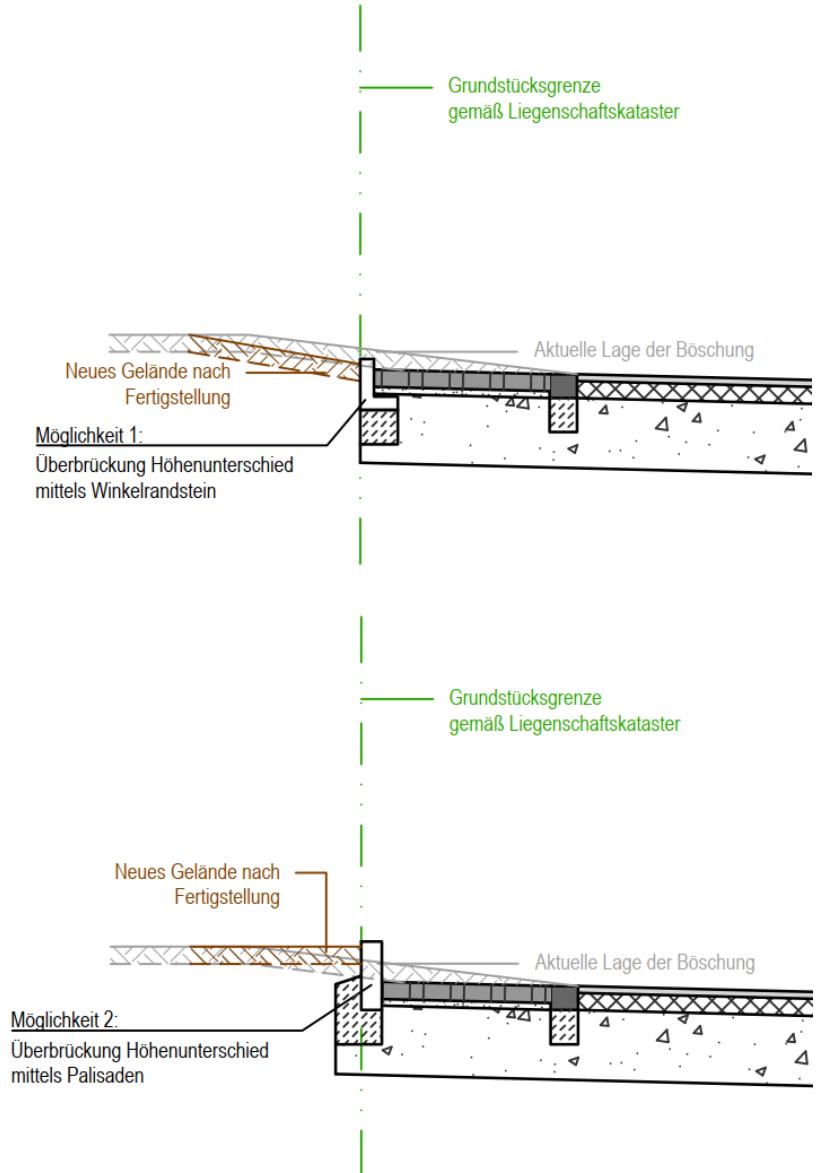 Grundstücksgrenze
gemäß Liegenschaftskataster
Aktuelle Lage der Böschung
Neues Gelände nach
Fertigstellung
Möglichkeit 1:
Überbrückung Höhenunterschied
mittels Winkelrandstein
Grundstücksgrenze
gemäß Liegenschaftskataster
Neues Gelände nach
Fertigstellung
Aktuelle Lage der Böschung
Möglichkeit 2:
Überbrückung Höhenunterschied
mittels Palisaden